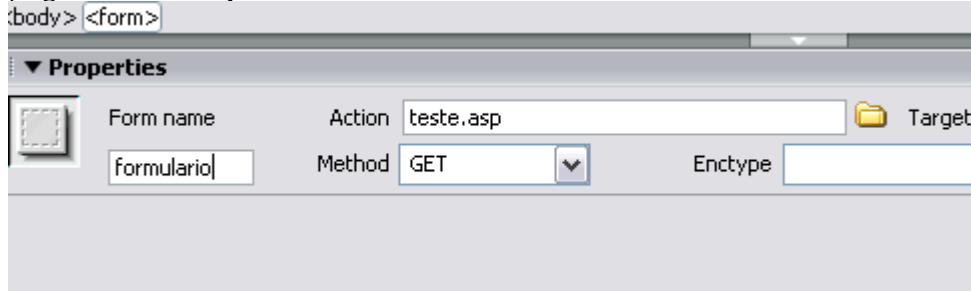 <body> <form>
Properties
Form name Action teste.asp Target
formulario Method GET Enctype